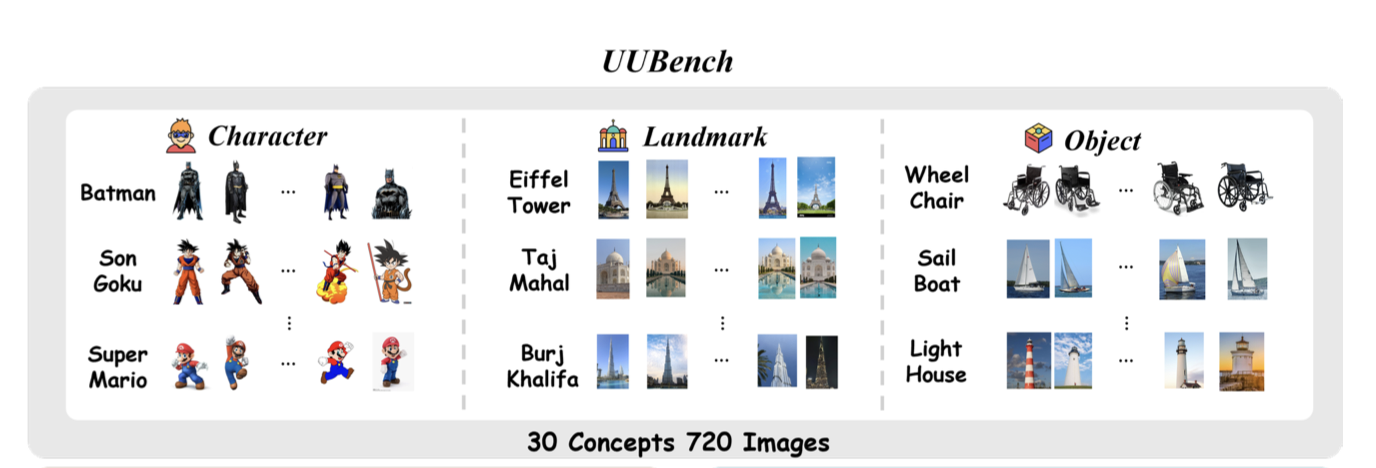 UUBench
Character
Batman
...
Son
Goku
...
Super
Mario
...
Landmark
Eiffel
Tower
...
Taj
Mahal
...
Burj
Khalifa
...
Object
Wheel
Chair
...
Sail
Boat
...
Light
House
...
30 Concepts 720 Images